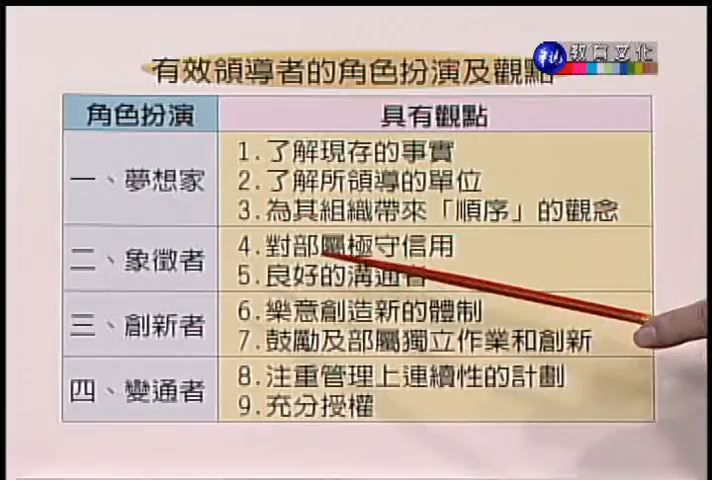 有效領導者的角色扮演及觀點
視 教育文化
角色扮演
具有觀點
一、夢想家
1.了解現存的事實
2.了解所領導的單位
3.為其組織帶來「順序」的觀念
二、象徵者
4.對部屬極守信用
5.良好的溝通者
三、創新者
6.樂意創造新的體制
7.鼓勵及部屬獨立作業和創新
四、變通者
8.注重管理上連續性的計劃
9.充分授權